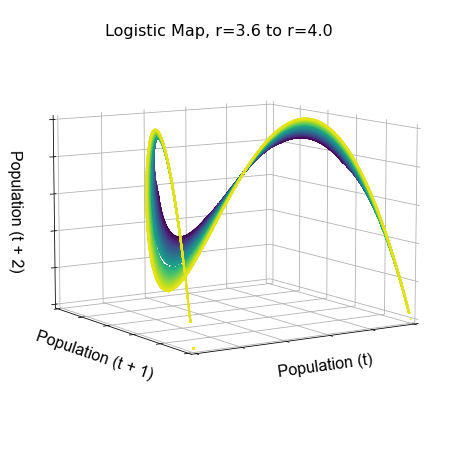 Logistic Map, r=3.6 to r=4.0
Population (t + 2)
Population (t + 1)
Population (t)